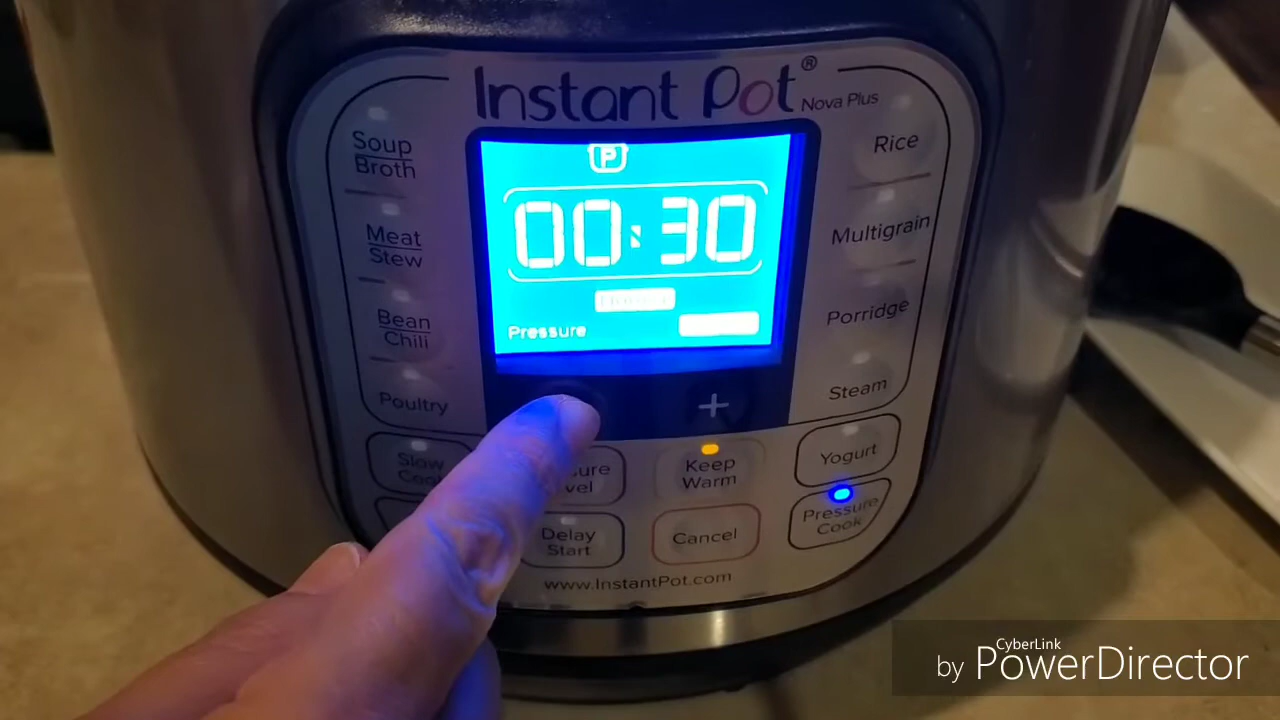 Instant Pot®
Nova Plus
Soup
Broth
Meat
Stew
Bean
Chili
Poultry
Slow
P
00:30
Pressure
+
Keep
Warm
Delay
Start
Cancel
www.InstantPot.com
Rice
Multigrain
Porridge
Steam
Yogurt
Pressure
Cook
CyberLink
by PowerDirector